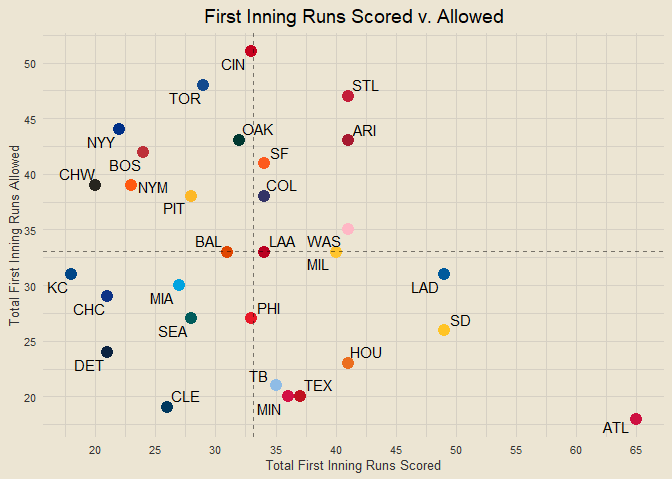 First Inning Runs Scored v. Allowed
Total First Inning Runs Allowed
50
45
40
35
30
25
20
CIN
TOR
STL
NYY
OAK
ARI
BOS
SF
CHW
NYM
COL
PIT
BAL
LAA
WAS
MIL
KC
MIA
LAD
CHC
PHI
SEA
SD
DET
HOU
TB
TEX
CLE
MIN
ATL
20 25 30 35 40 45 50 55 60 65
Total First Inning Runs Scored